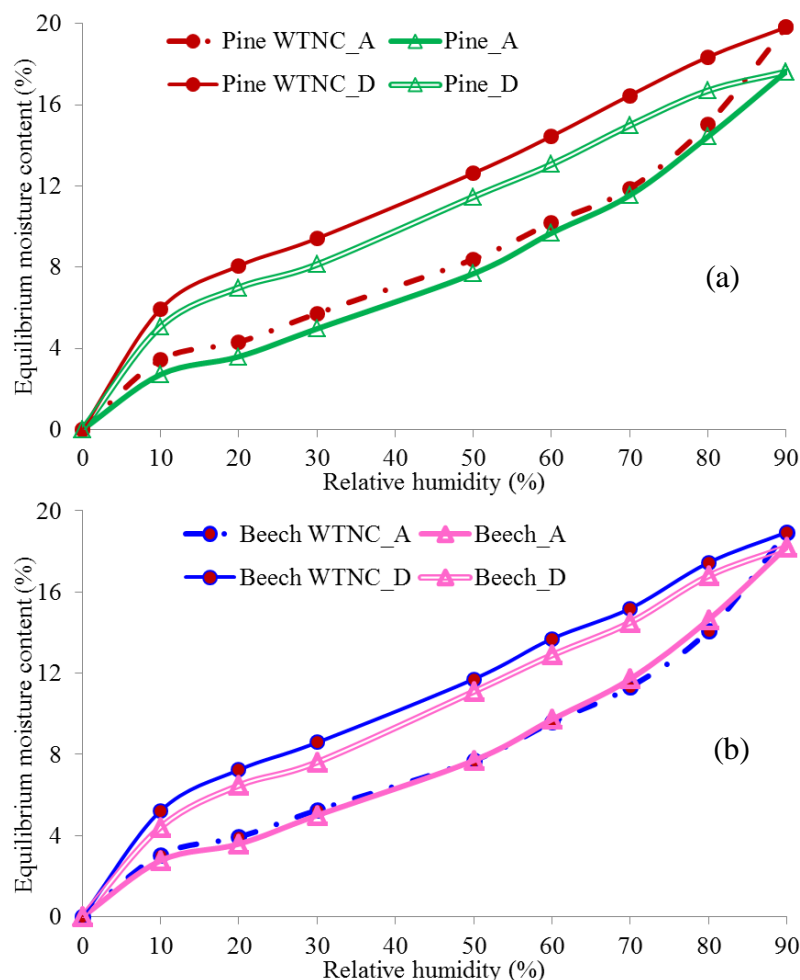 Pine WTNC_A Pine_A
Pine WTNC_D Pine_D
Equilibrium moisture content (%)
20
16
12
8
4
0
(a)
0 10 20 30 40 50 60 70 80 90
Relative humidity (%)
Beech WTNC_A Beech_A
Beech WTNC_D Beech_D
Equilibrium moisture content (%)
20
16
12
8
4
0
(b)
0 10 20 30 40 50 60 70 80 90
Relative humidity (%)